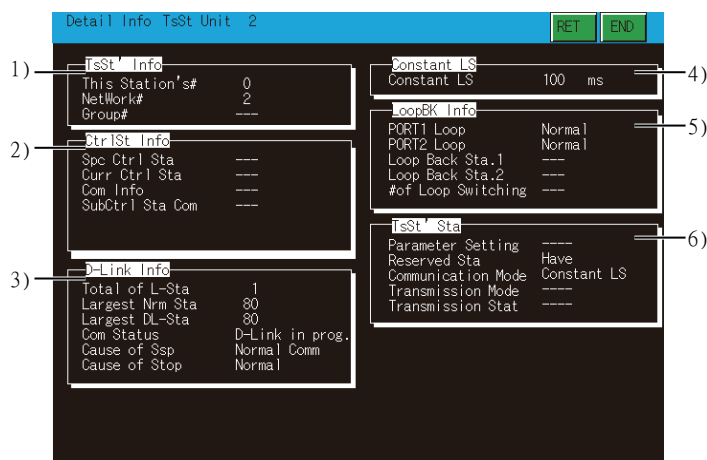 Detail Info TsSt Unit 2
RET END
1)
TsSt' Info
This Station's# 0
NetWork# 2
Group# ---
2)
CtrlSt Info
Spc Ctrl Sta ---
Curr Ctrl Sta ---
Com Info ---
SubCtrl Sta Com ---
3)
D-Link Info
Total of L-Sta 1
Largest Nrm Sta 80
Largest DL-Sta 80
Com Status D-Link in prog.
Cause of Ssp Normal Comm
Cause of Stop Normal
4)
Constant LS
Constant LS 100 ms
5)
LoopBK Info
PORT1 Loop Normal
PORT2 Loop Normal
Loop Back Sta.1 ---
Loop Back Sta.2 ---
#of Loop Switching ---
6)
TsSt' Sta
Parameter Setting ----
Reserved Sta Have
Communication Mode Constant LS
Transmission Mode ----
Transmission Stat ----